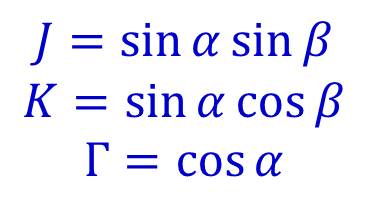 J = sin α sin β
K = sin α cos β
Γ = cos α